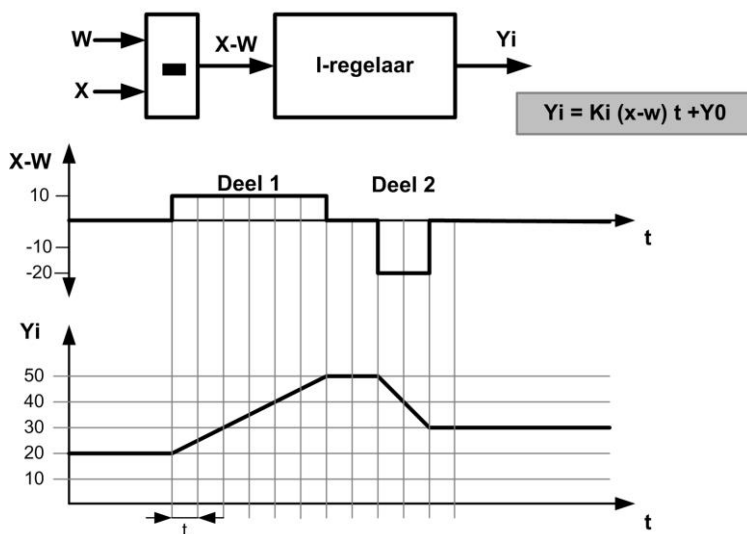 W
X
X-W
I-regelaar
Yi
Yi = Ki (x-w) t +Y0
X-W
10
-10
-20
Deel 1
Deel 2
t
Yi
50
40
30
20
10
t
t